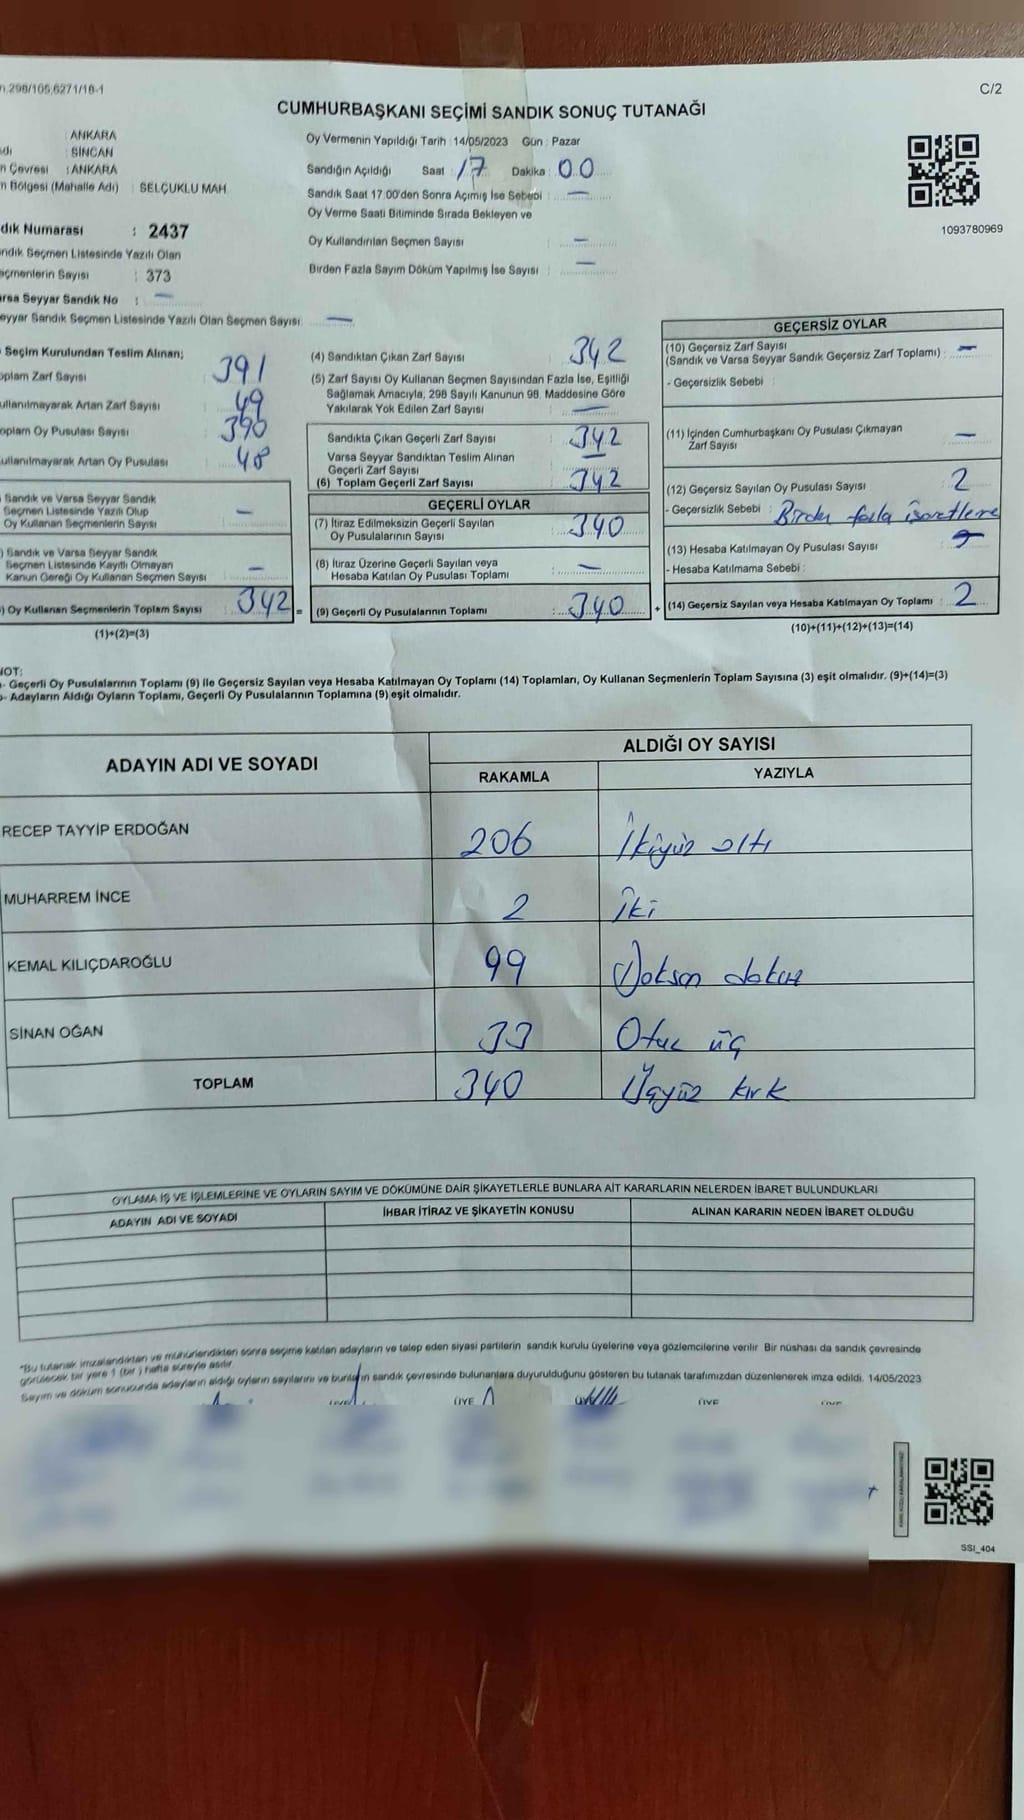 298/105,6271/18-1
C/2
CUMHURBAŞKANI SEÇİMİ SANDIK SONUÇ TUTANAĞI
: ANKARA
: SİNCAN
Çevresi : ANKARA
Bölgesi (Mahalle Adı) : SELÇUKLU MAH.
dık Numarası : 2437
ndık Seçmen Listesinde Yazılı Olan
eçmenlerin Sayısı : 373
arsa Seyyar Sandık No : —
eyyar Sandık Seçmen Listesinde Yazılı Olan Seçmen Sayısı: —
Oy Vermenin Yapıldığı Tarih : 14/05/2023 Gün : Pazar
Sandığın Açıldığı Saat : 17 Dakika : 00
Sandık Saat 17:00'den Sonra Açımış İse Sebebi : —
Oy Verme Saati Bitiminde Sırada Bekleyen ve
Oy Kullandırılan Seçmen Sayısı : —
Birden Fazla Sayım Döküm Yapılmış İse Sayısı : —
1093780969
Seçim Kurulundan Teslim Alınan;
oplam Zarf Sayısı : 391
ullanılmayarak Artan Zarf Sayısı : 49
oplam Oy Pusulası Sayısı : 390
ullanılmayarak Artan Oy Pusulası : 48
Sandık ve Varsa Seyyar Sandık
Seçmen Listesinde Yazılı Olup
Oy Kullanan Seçmenlerin Sayısı : —
) Sandık ve Varsa Seyyar Sandık
Seçmen Listesinde Kayıtlı Olmayan
Kanun Gereği Oy Kullanan Seçmen Sayısı : —
) Oy Kullanan Seçmenlerin Toplam Sayısı : 342 =
(1)+(2)=(3)
(4) Sandıktan Çıkan Zarf Sayısı : 342
(5) Zarf Sayısı Oy Kullanan Seçmen Sayısından Fazla İse, Eşitliği
Sağlamak Amacıyla, 298 Sayılı Kanunun 98. Maddesine Göre
Yakılarak Yok Edilen Zarf Sayısı : —
Sandıkta Çıkan Geçerli Zarf Sayısı : 342
Varsa Seyyar Sandıktan Teslim Alınan
Geçerli Zarf Sayısı : —
(6) Toplam Geçerli Zarf Sayısı : 342
GEÇERLİ OYLAR
(7) İtiraz Edilmeksizin Geçerli Sayılan
Oy Pusulalarının Sayısı : 340
(8) İtiraz Üzerine Geçerli Sayılan veya
Hesaba Katılan Oy Pusulası Toplamı : —
(9) Geçerli Oy Pusulalarının Toplamı : 340 +
GEÇERSİZ OYLAR
(10) Geçersiz Zarf Sayısı
(Sandık ve Varsa Seyyar Sandık Geçersiz Zarf Toplamı) : —
- Geçersizlik Sebebi :
(11) İçinden Cumhurbaşkanı Oy Pusulası Çıkmayan
Zarf Sayısı : —
(12) Geçersiz Sayılan Oy Pusulası Sayısı : 2
- Geçersizlik Sebebi : Birden fazla işaretleme
(13) Hesaba Katılmayan Oy Pusulası Sayısı
- Hesaba Katılmama Sebebi :
(14) Geçersiz Sayılan veya Hesaba Katılmayan Oy Toplamı : 2
(10)+(11)+(12)+(13)=(14)
NOT:
- Geçerli Oy Pusulalarının Toplamı (9) ile Geçersiz Sayılan veya Hesaba Katılmayan Oy Toplamı (14) Toplamları, Oy Kullanan Seçmenlerin Toplam Sayısına (3) eşit olmalıdır. (9)+(14)=(3)
- Adayların Aldığı Oyların Toplamı, Geçerli Oy Pusulalarının Toplamına (9) eşit olmalıdır.
ADAYIN ADI VE SOYADI
ALDIĞI OY SAYISI
RAKAMLA YAZIYLA
RECEP TAYYİP ERDOĞAN 206 İkiyüz altı
MUHARREM İNCE 2 İki
KEMAL KILIÇDAROĞLU 99 Doksan dokuz
SİNAN OĞAN 33 Otuz üç
TOPLAM 340 Üçyüz kırk
OYLAMA İŞ VE İŞLEMLERİNE VE OYLARIN SAYIM VE DÖKÜMÜNE DAİR ŞİKAYETLERLE BUNLARA AİT KARARLARIN NELERDEN İBARET BULUNDUKLARI
ADAYIN ADI VE SOYADI İHBAR İTİRAZ VE ŞİKAYETİN KONUSU ALINAN KARARIN NEDEN İBARET OLDUĞU
*Bu tutanak imzalandıktan ve mühürlendikten sonra seçime katılan adayların ve talep eden siyasi partilerin sandık kurulu üyelerine veya gözlemcilerine verilir. Bir nüshası da sandık çevresinde
görülecek bir yere 1 (bir) hafta süreyle asılır.
Sayım ve döküm sonucunda adayların aldığı oyların sayılarını ve bunların sandık çevresinde bulunanlara duyurulduğunu gösteren bu tutanak tarafımızdan düzenlenerek imza edildi. 14/05/2023
ÜYE ÜYE ÜYE ÜYE ÜYE
SSI_404